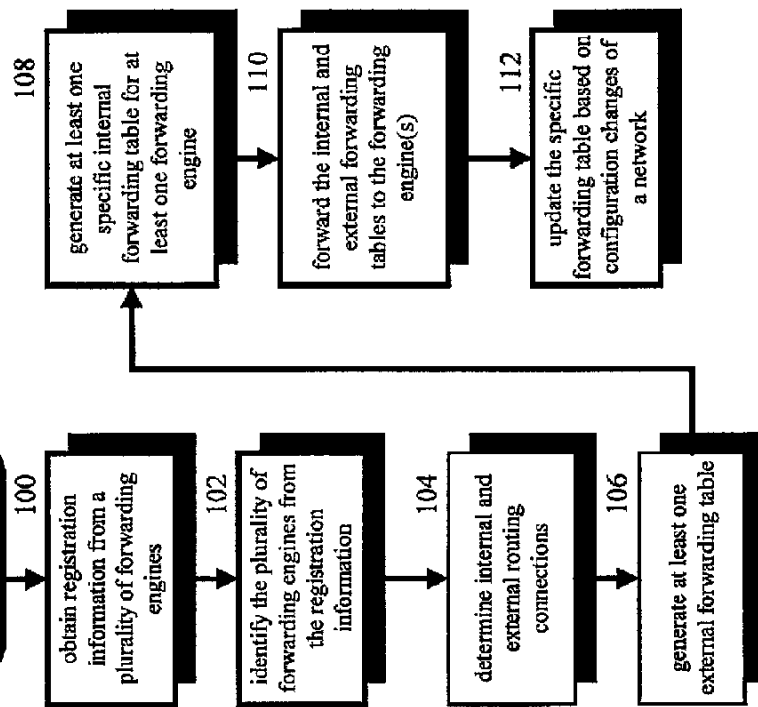 100
obtain registration
information from a
plurality of forwarding
engines
102
identify the plurality of
forwarding engines from
the registration
information
104
determine internal and
external routing
connections
106
generate at least one
external forwarding table
108
generate at least one
specific internal
forwarding table for at
least one forwarding
engine
110
forward the internal and
external forwarding
tables to the forwarding
engine(s)
112
update the specific
forwarding table based on
configuration changes of
a network